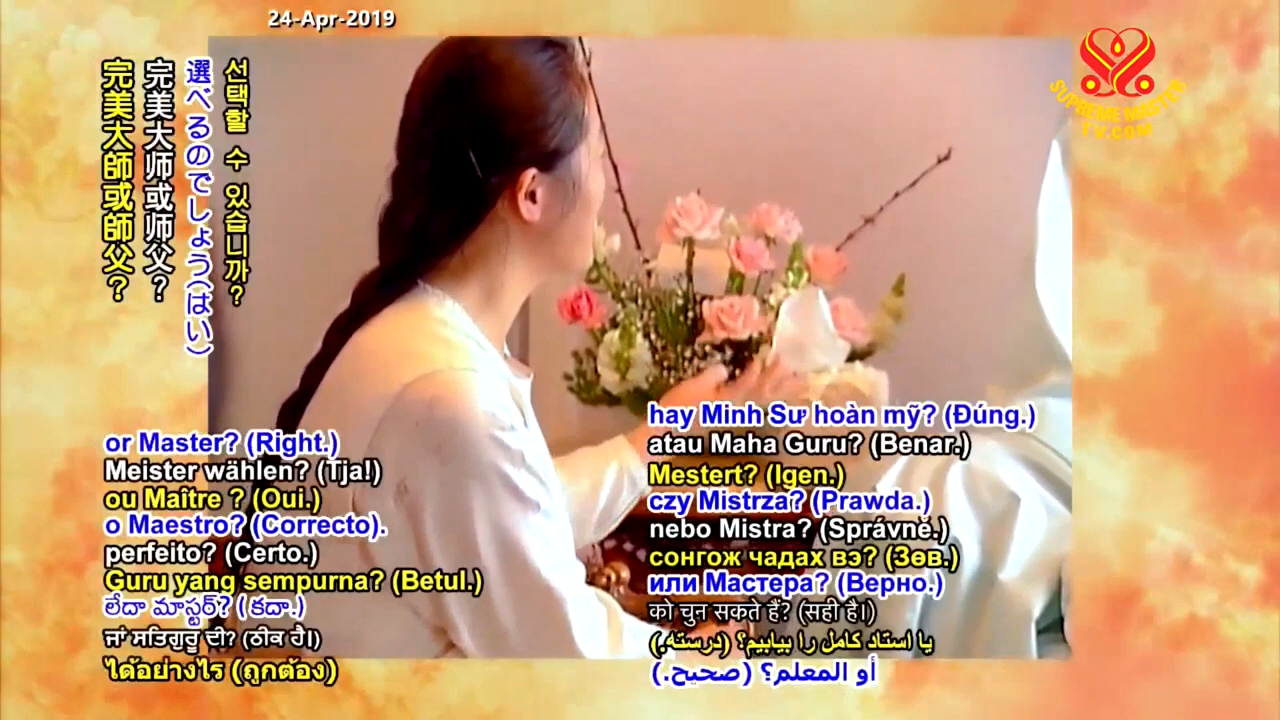 24-Apr-2019
SUPREME MASTER
TV.COM
선택할 수 있습니까?
選べるのでしょう(はい)
完美大师或师父？
完美大師或師父？
or Master? (Right.)
Meister wählen? (Tja!)
ou Maître ? (Oui.)
o Maestro? (Correcto).
perfeito? (Certo.)
Guru yang sempurna? (Betul.)
లేదా మాస్టర్? ( కదా.)
ਜਾਂ ਸਤਿਗੁਰੂ ਦੀ? (ਠੀਕ ਹੈ।)
ได้อย่างไร (ถูกต้อง)
hay Minh Sư hoàn mỹ? (Đúng.)
atau Maha Guru? (Benar.)
Mestert? (Igen.)
czy Mistrza? (Prawda.)
nebo Mistra? (Správně.)
сонгож чадах вэ? (Зөв.)
или Мастера? (Верно.)
को चुन सकते हैं? (सही है।)
یا استاد کامل را بیابیم؟ (درسته.)
أو المعلم؟ (صحيح.)